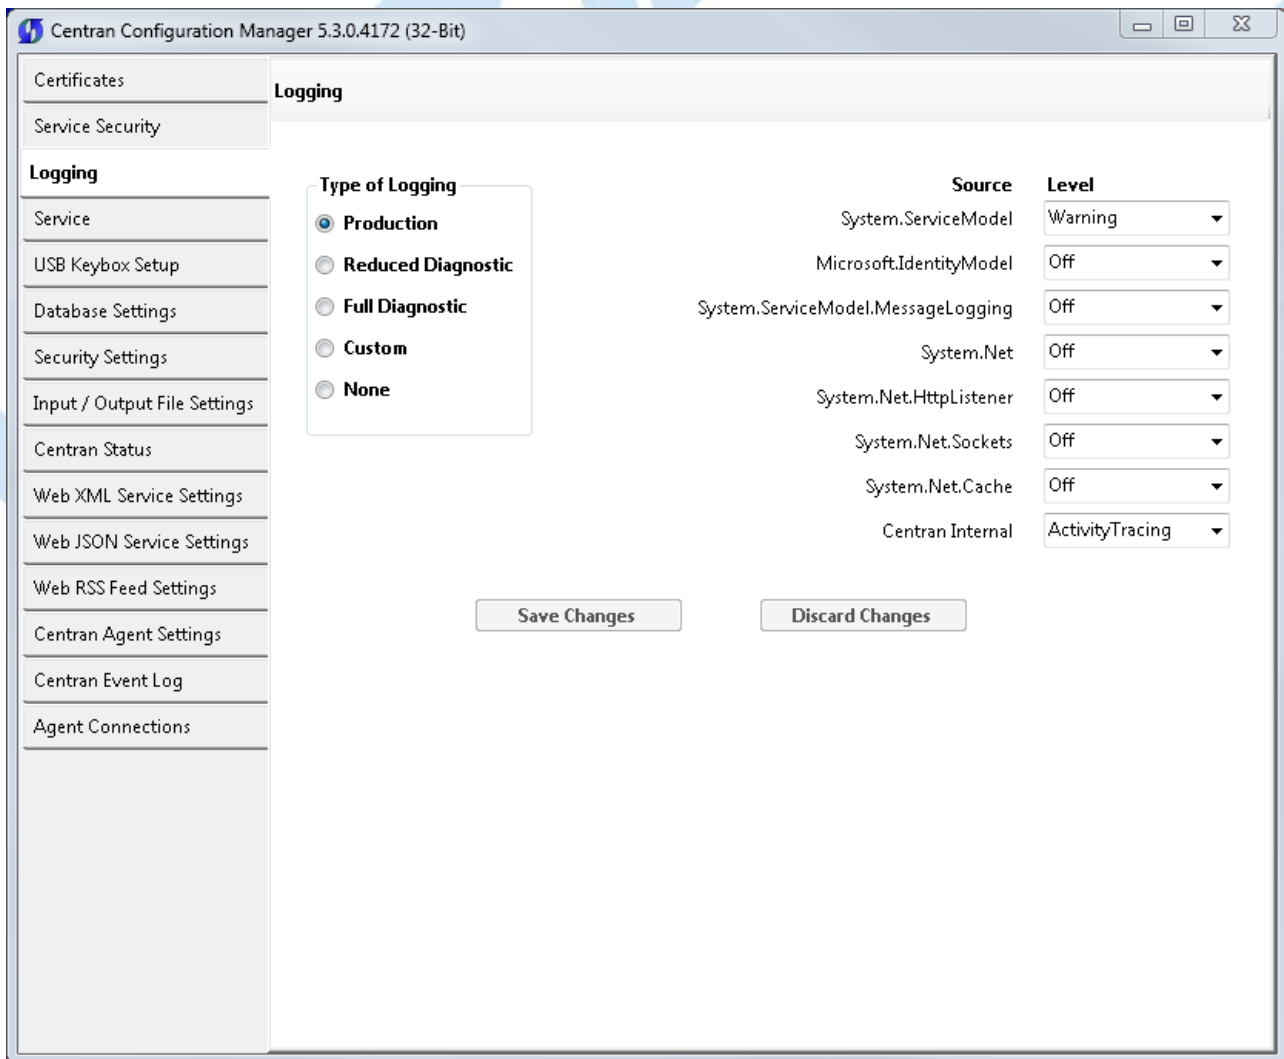 Centran Configuration Manager 5.3.0.4172 (32-Bit)
Certificates
Service Security
Logging
Service
USB Keybox Setup
Database Settings
Security Settings
Input / Output File Settings
Centran Status
Web XML Service Settings
Web JSON Service Settings
Web RSS Feed Settings
Centran Agent Settings
Centran Event Log
Agent Connections
Logging
Type of Logging
Production
Reduced Diagnostic
Full Diagnostic
Custom
None
Source Level
System.ServiceModel Warning
Microsoft.IdentityModel Off
System.ServiceModel.MessageLogging Off
System.Net Off
System.Net.HttpListener Off
System.Net.Sockets Off
System.Net.Cache Off
Centran Internal ActivityTracing
Save Changes Discard Changes